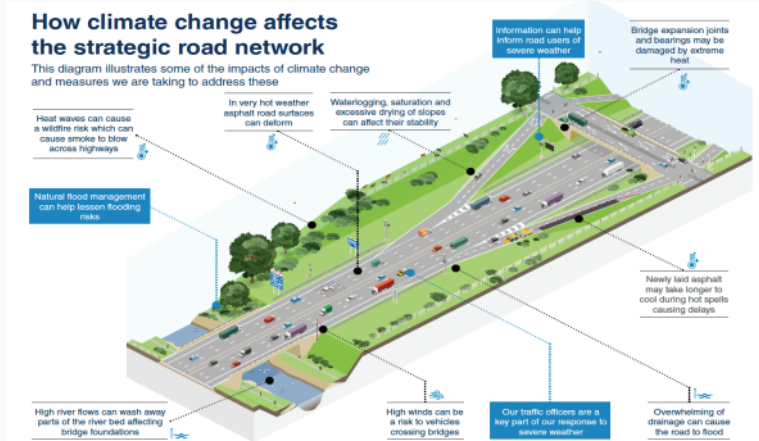 How climate change affects
the strategic road network
This diagram illustrates some of the impacts of climate change
and measures we are taking to address these
Information can help
inform road users of
severe weather
Bridge expansion joints
and bearings may be
damaged by extreme
heat
Heat waves can cause
a wildfire risk which can
cause smoke to blow
across highways
In very hot weather
asphalt road surfaces
can deform
Waterlogging, saturation and
excessive drying of slopes
can affect their stability
Natural flood management
can help lessen flooding
risks
Newly laid asphalt
may take longer to
cool during hot spells
causing delays
High river flows can wash away
parts of the river bed affecting
bridge foundations
High winds can be
a risk to vehicles
crossing bridges
Our traffic officers are a
key part of our response to
severe weather
Overwhelming of
drainage can cause
the road to flood